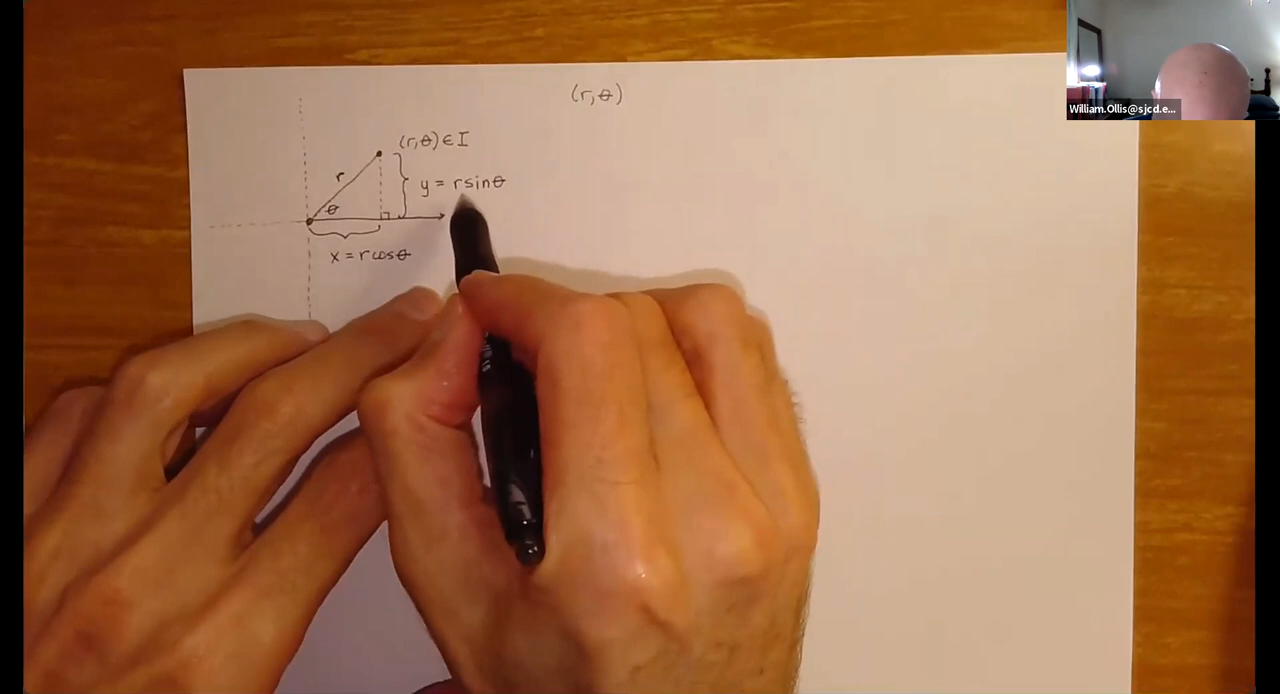 (r,θ)
(r,θ)∈I
r
y = rsinθ
θ
x = rcosθ
William.Ollis@sjcd.e...